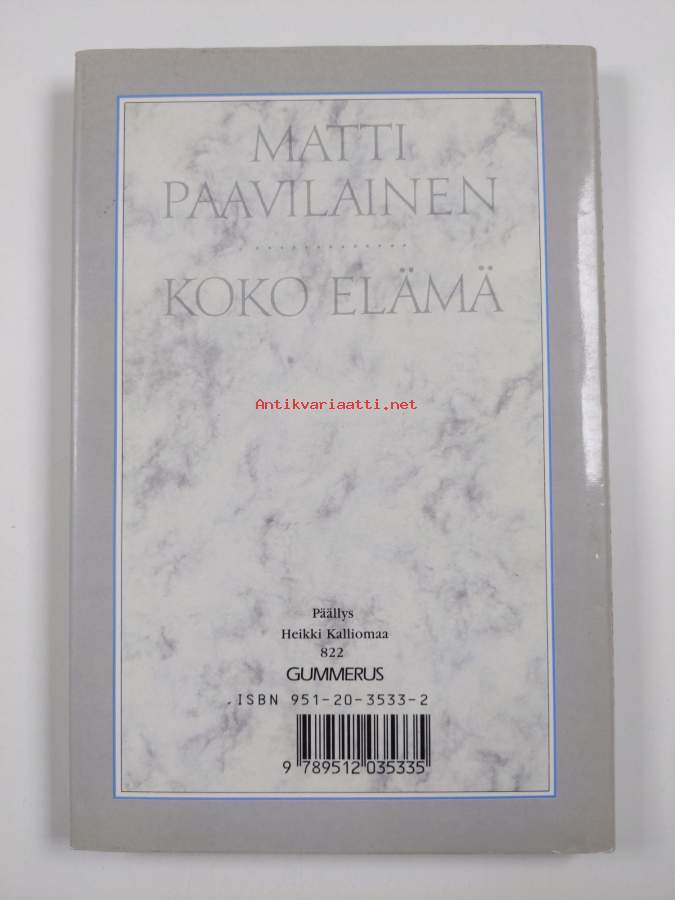 MATTI
PAAVILAINEN
KOKO ELÄMÄ
Antikvariaatti.net
Päällys
Heikki Kalliomaa
822
GUMMERUS
ISBN 951-20-3533-2
9 789512 035335